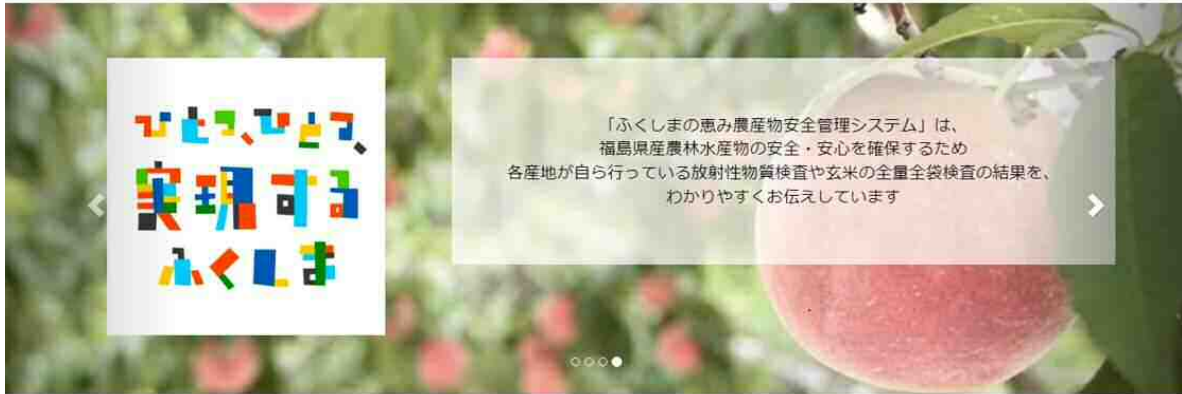 ひとつ、ひとつ、
実現する
ふくしま
「ふくしまの恵み農産物安全管理システム」は、
福島県産農林水産物の安全・安心を確保するため
各産地が自ら行っている放射性物質検査や玄米の全量全袋検査の結果を、
わかりやすくお伝えしています